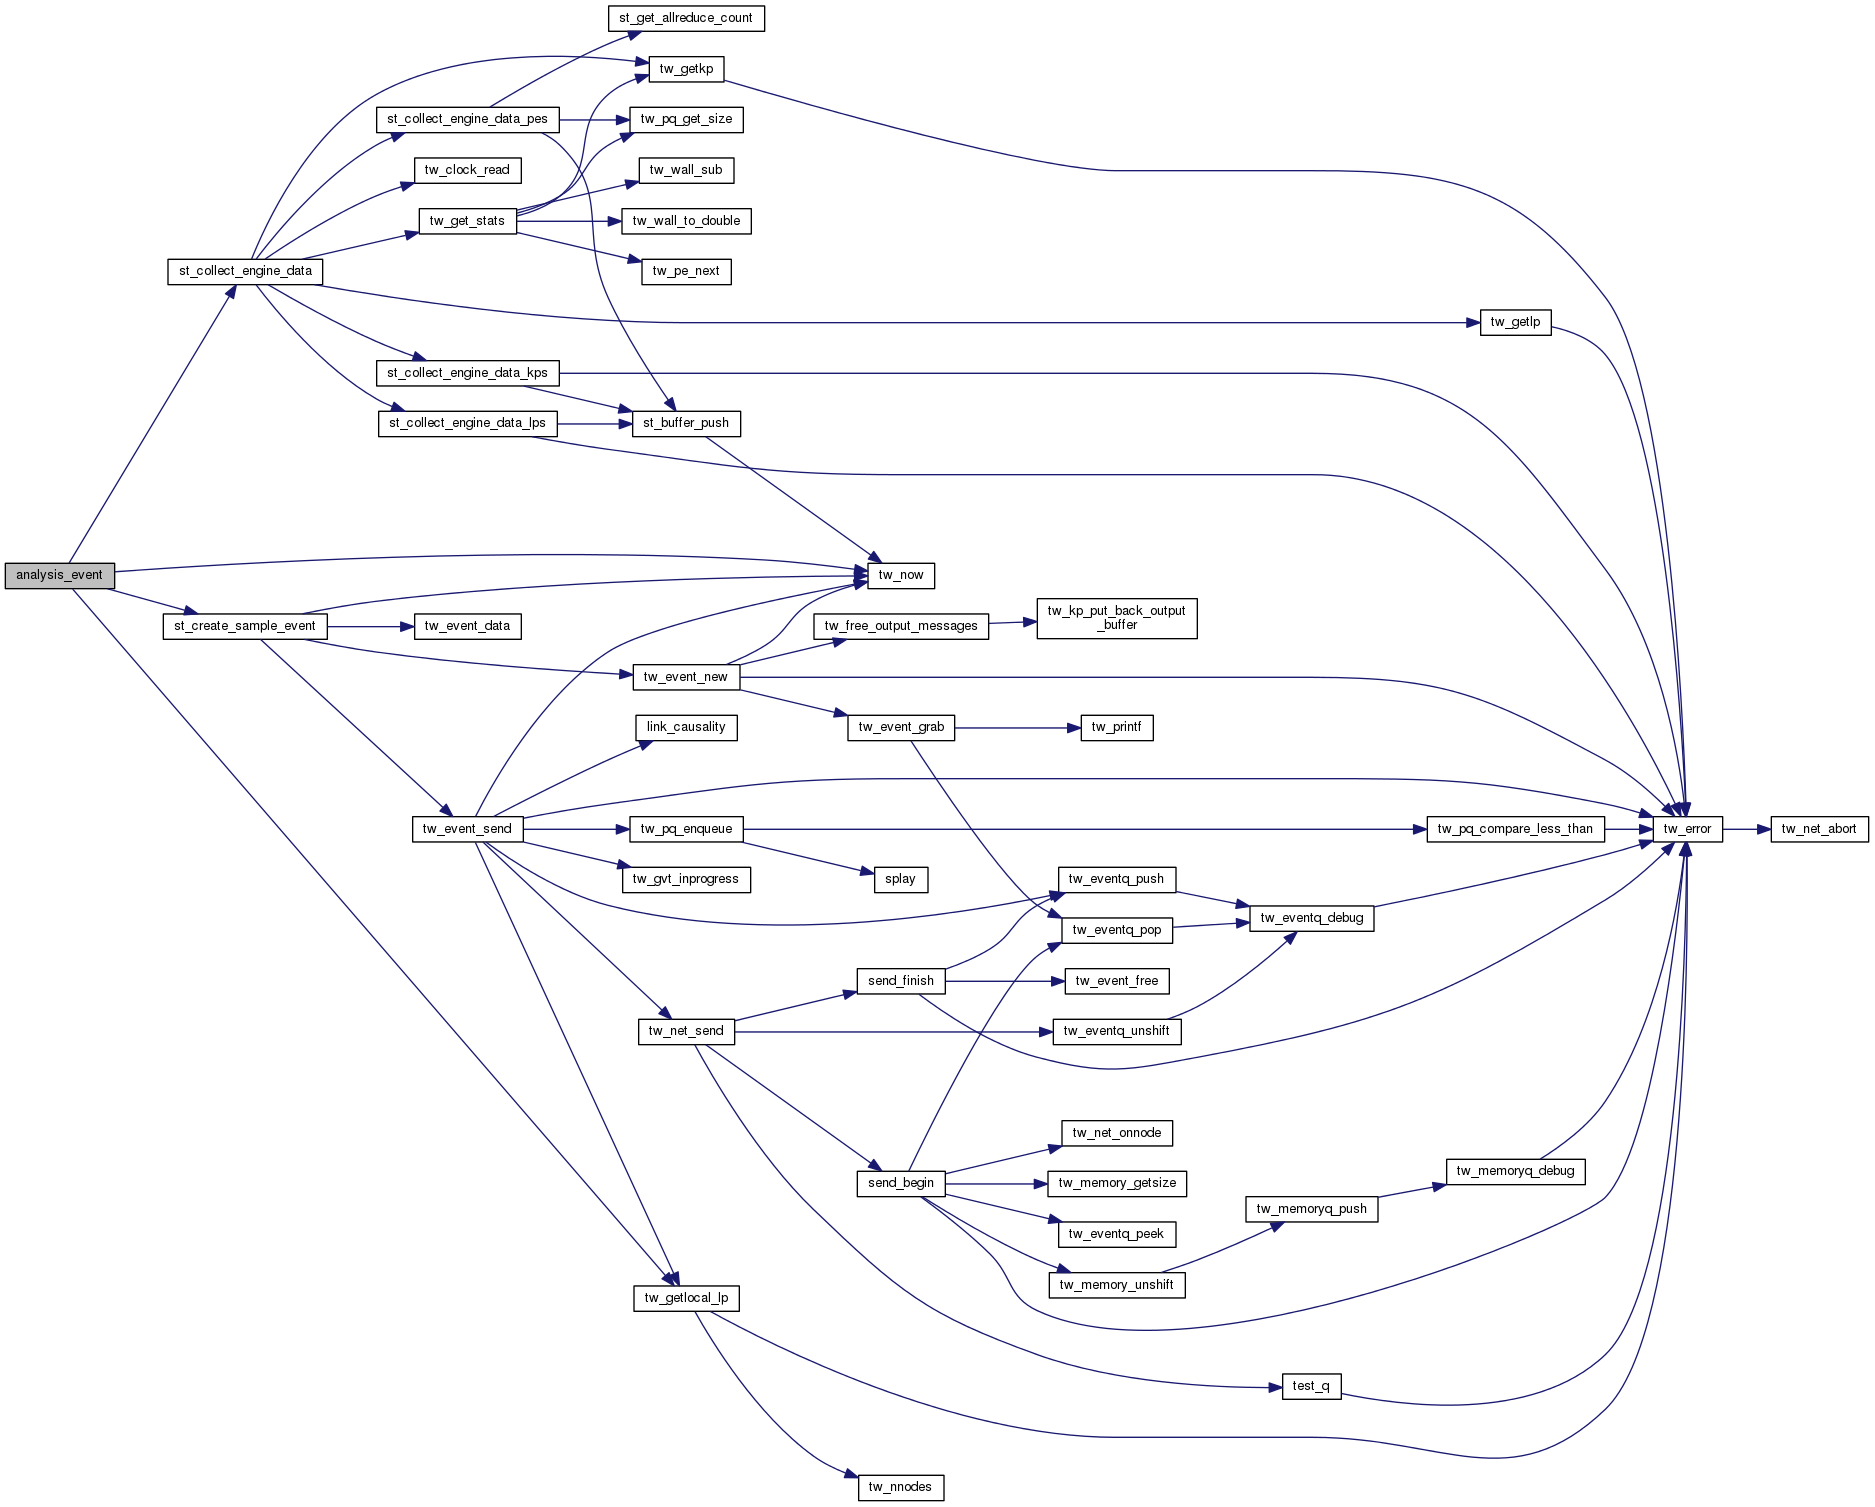 st_get_allreduce_count
tw_getkp
st_collect_engine_data_pes
tw_pq_get_size
tw_clock_read
tw_wall_sub
tw_get_stats
tw_wall_to_double
st_collect_engine_data
tw_pe_next
tw_getlp
st_collect_engine_data_kps
st_collect_engine_data_lps
st_buffer_push
analysis_event
tw_now
st_create_sample_event
tw_event_data
tw_free_output_messages
tw_kp_put_back_output
_buffer
tw_event_new
link_causality
tw_event_grab
tw_printf
tw_event_send
tw_pq_enqueue
tw_pq_compare_less_than
tw_error
tw_net_abort
tw_gvt_inprogress
splay
tw_eventq_push
tw_eventq_debug
tw_eventq_pop
send_finish
tw_event_free
tw_net_send
tw_eventq_unshift
tw_net_onnode
send_begin
tw_memory_getsize
tw_memoryq_debug
tw_memoryq_push
tw_eventq_peek
tw_memory_unshift
tw_getlocal_lp
test_q
tw_nnodes